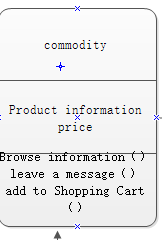 commodity
Product information
price
Browse information()
leave a message()
add to Shopping Cart
()